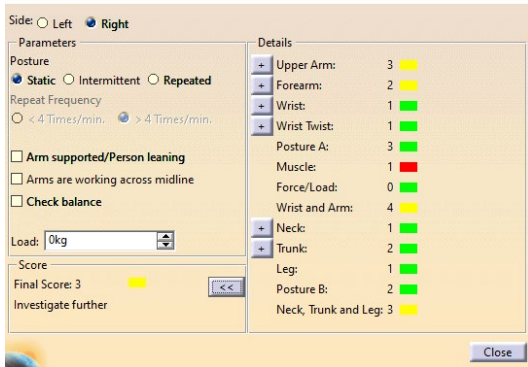 Side: Left Right
Parameters
Posture
Static Intermittent Repeated
Repeat Frequency
< 4 Times/min. > 4 Times/min.
Arm supported/Person leaning
Arms are working across midline
Check balance
Load: 0kg
Score
Final Score: 3
<<
Investigate further
Details
+ Upper Arm: 3
+ Forearm: 2
+ Wrist: 1
+ Wrist Twist: 1
Posture A: 3
Muscle: 1
Force/Load: 0
Wrist and Arm: 4
+ Neck: 1
+ Trunk: 2
Leg: 1
Posture B: 2
Neck, Trunk and Leg: 3
Close